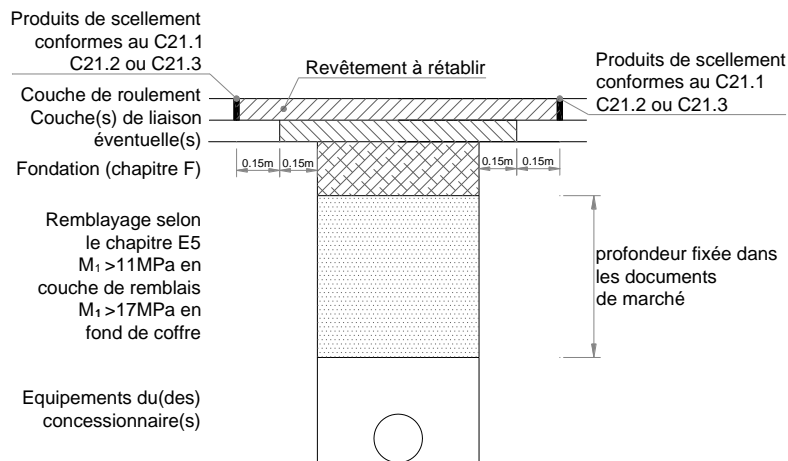 Produits de scellement
conformes au C21.1
C21.2 ou C21.3
Revêtement à rétablir
Produits de scellement
conformes au C21.1
C21.2 ou C21.3
Couche de roulement
Couche(s) de liaison
éventuelle(s)
Fondation (chapitre F)
0.15m
0.15m
0.15m
0.15m
Remblayage selon
le chapitre E5
M₁ >11MPa en
couche de remblais
M₁ >17MPa en
fond de coffre
profondeur fixée dans
les documents
de marché
Equipements du(des)
concessionnaire(s)